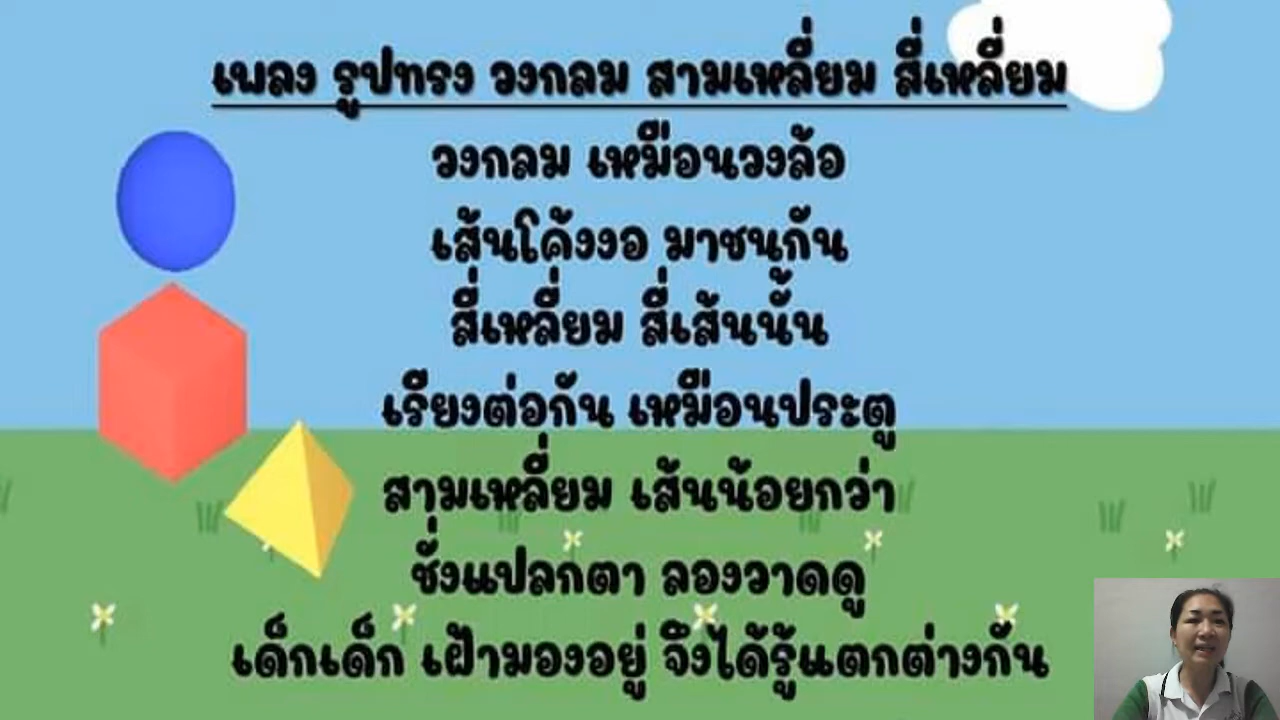 เพลง รูปทรง วงกลม สามเหลี่ยม สี่เหลี่ยม
วงกลม เหมือนวงล้อ
เส้นโค้งงอ มาชนกัน
สี่เหลี่ยม สี่เส้นนั้น
เรียงต่อกัน เหมือนประตู
สามเหลี่ยม เส้นน้อยกว่า
ชั่งแปลกตา ลองวาดดู
เด็กเด็ก เฝ้ามองอยู่ จึงได้รู้แตกต่างกัน